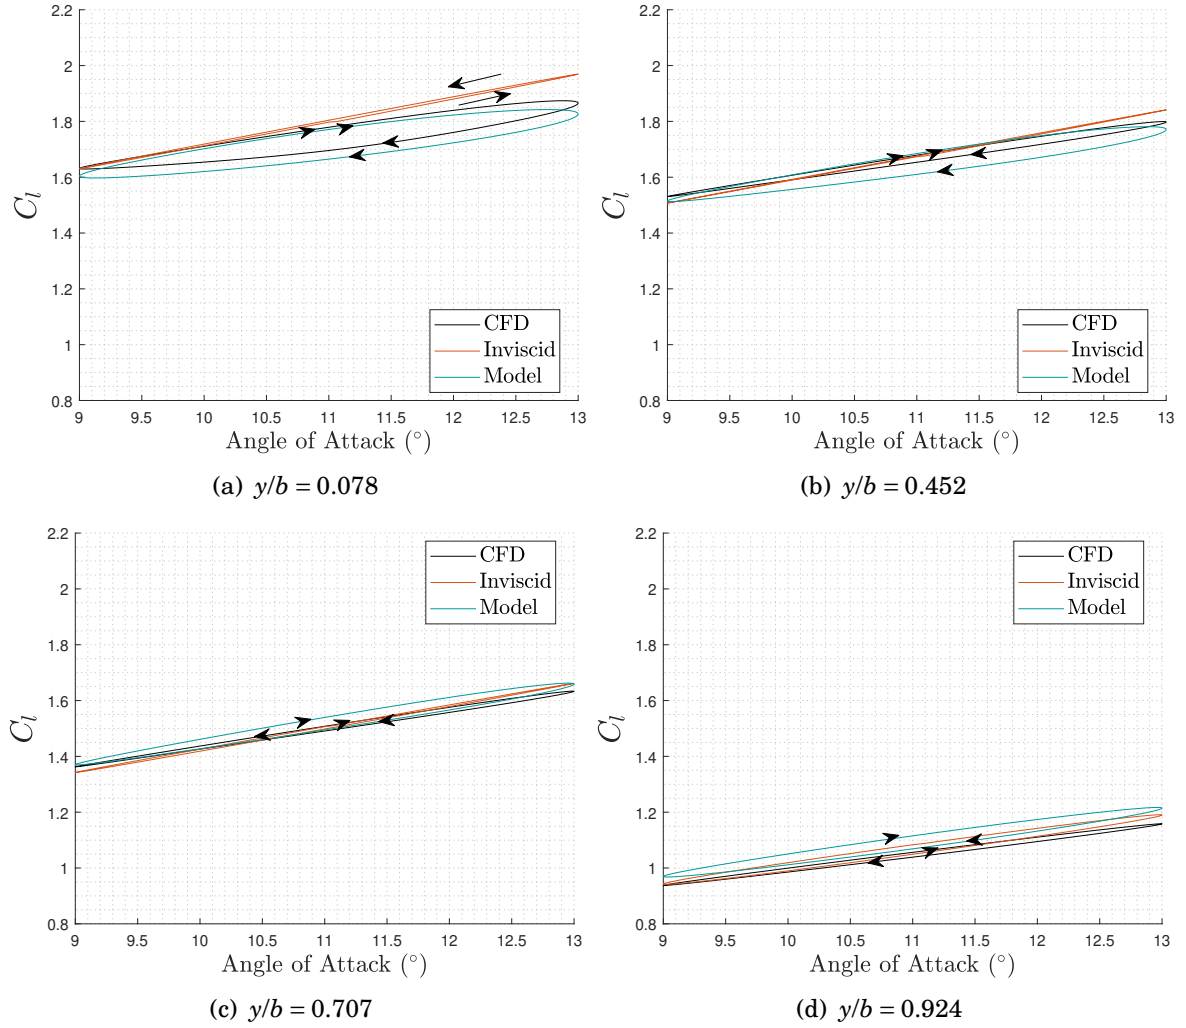 2.2
2
1.8
1.6
1.4
1.2
1
0.8
C_l
9 9.5 10 10.5 11 11.5 12 12.5 13
Angle of Attack (°)
CFD
Inviscid
Model
(a) y/b = 0.078
2.2
2
1.8
1.6
1.4
1.2
1
0.8
C_l
9 9.5 10 10.5 11 11.5 12 12.5 13
Angle of Attack (°)
CFD
Inviscid
Model
(b) y/b = 0.452
2.2
2
1.8
1.6
1.4
1.2
1
0.8
C_l
9 9.5 10 10.5 11 11.5 12 12.5 13
Angle of Attack (°)
CFD
Inviscid
Model
(c) y/b = 0.707
2.2
2
1.8
1.6
1.4
1.2
1
0.8
C_l
9 9.5 10 10.5 11 11.5 12 12.5 13
Angle of Attack (°)
CFD
Inviscid
Model
(d) y/b = 0.924